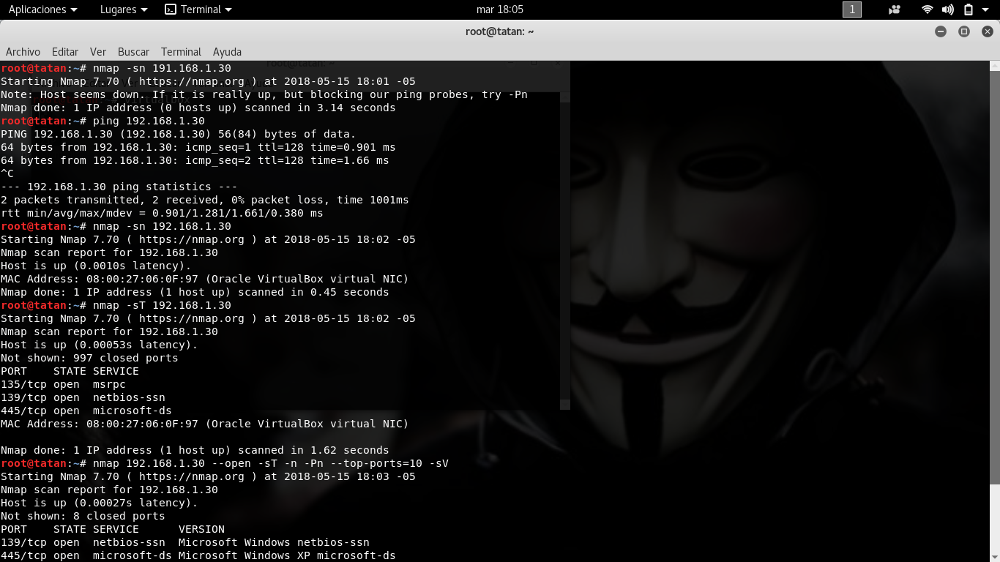 Aplicaciones Lugares Terminal mar 18:05 1
root@tatan: ~
Archivo Editar Ver Buscar Terminal Ayuda
root@tatan:~# nmap -sn 191.168.1.30
Starting Nmap 7.70 ( https://nmap.org ) at 2018-05-15 18:01 -05
Note: Host seems down. If it is really up, but blocking our ping probes, try -Pn
Nmap done: 1 IP address (0 hosts up) scanned in 3.14 seconds
root@tatan:~# ping 192.168.1.30
PING 192.168.1.30 (192.168.1.30) 56(84) bytes of data.
64 bytes from 192.168.1.30: icmp_seq=1 ttl=128 time=0.901 ms
64 bytes from 192.168.1.30: icmp_seq=2 ttl=128 time=1.66 ms
^C
--- 192.168.1.30 ping statistics ---
2 packets transmitted, 2 received, 0% packet loss, time 1001ms
rtt min/avg/max/mdev = 0.901/1.281/1.661/0.380 ms
root@tatan:~# nmap -sn 192.168.1.30
Starting Nmap 7.70 ( https://nmap.org ) at 2018-05-15 18:02 -05
Nmap scan report for 192.168.1.30
Host is up (0.0010s latency).
MAC Address: 08:00:27:06:0F:97 (Oracle VirtualBox virtual NIC)
Nmap done: 1 IP address (1 host up) scanned in 0.45 seconds
root@tatan:~# nmap -sT 192.168.1.30
Starting Nmap 7.70 ( https://nmap.org ) at 2018-05-15 18:02 -05
Nmap scan report for 192.168.1.30
Host is up (0.00053s latency).
Not shown: 997 closed ports
PORT STATE SERVICE
135/tcp open msrpc
139/tcp open netbios-ssn
445/tcp open microsoft-ds
MAC Address: 08:00:27:06:0F:97 (Oracle VirtualBox virtual NIC)
Nmap done: 1 IP address (1 host up) scanned in 1.62 seconds
root@tatan:~# nmap 192.168.1.30 --open -sT -n -Pn --top-ports=10 -sV
Starting Nmap 7.70 ( https://nmap.org ) at 2018-05-15 18:03 -05
Nmap scan report for 192.168.1.30
Host is up (0.00027s latency).
Not shown: 8 closed ports
PORT STATE SERVICE VERSION
139/tcp open netbios-ssn Microsoft Windows netbios-ssn
445/tcp open microsoft-ds Microsoft Windows XP microsoft-ds